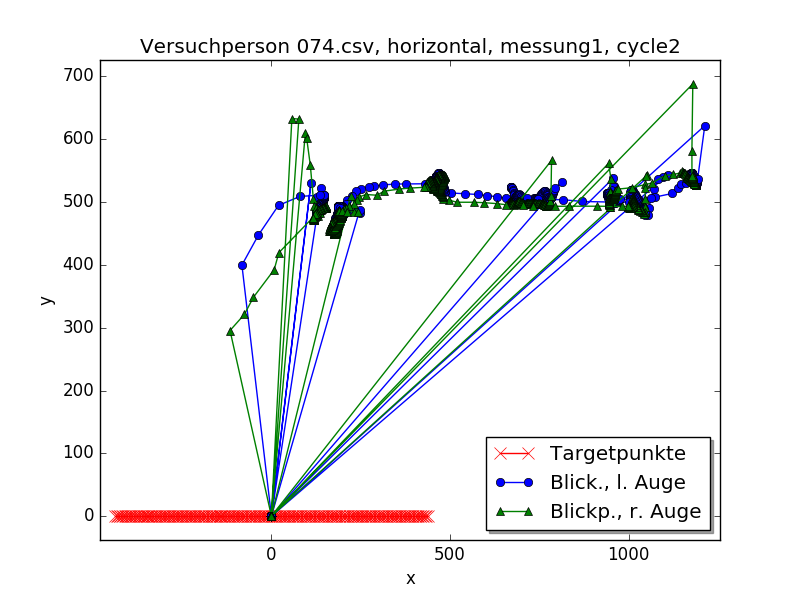 Versuchperson 074.csv, horizontal, messung1, cycle2
700
600
500
400
300
200
100
0
y
0
500
1000
x
Targetpunkte
Blick., l. Auge
Blickp., r. Auge